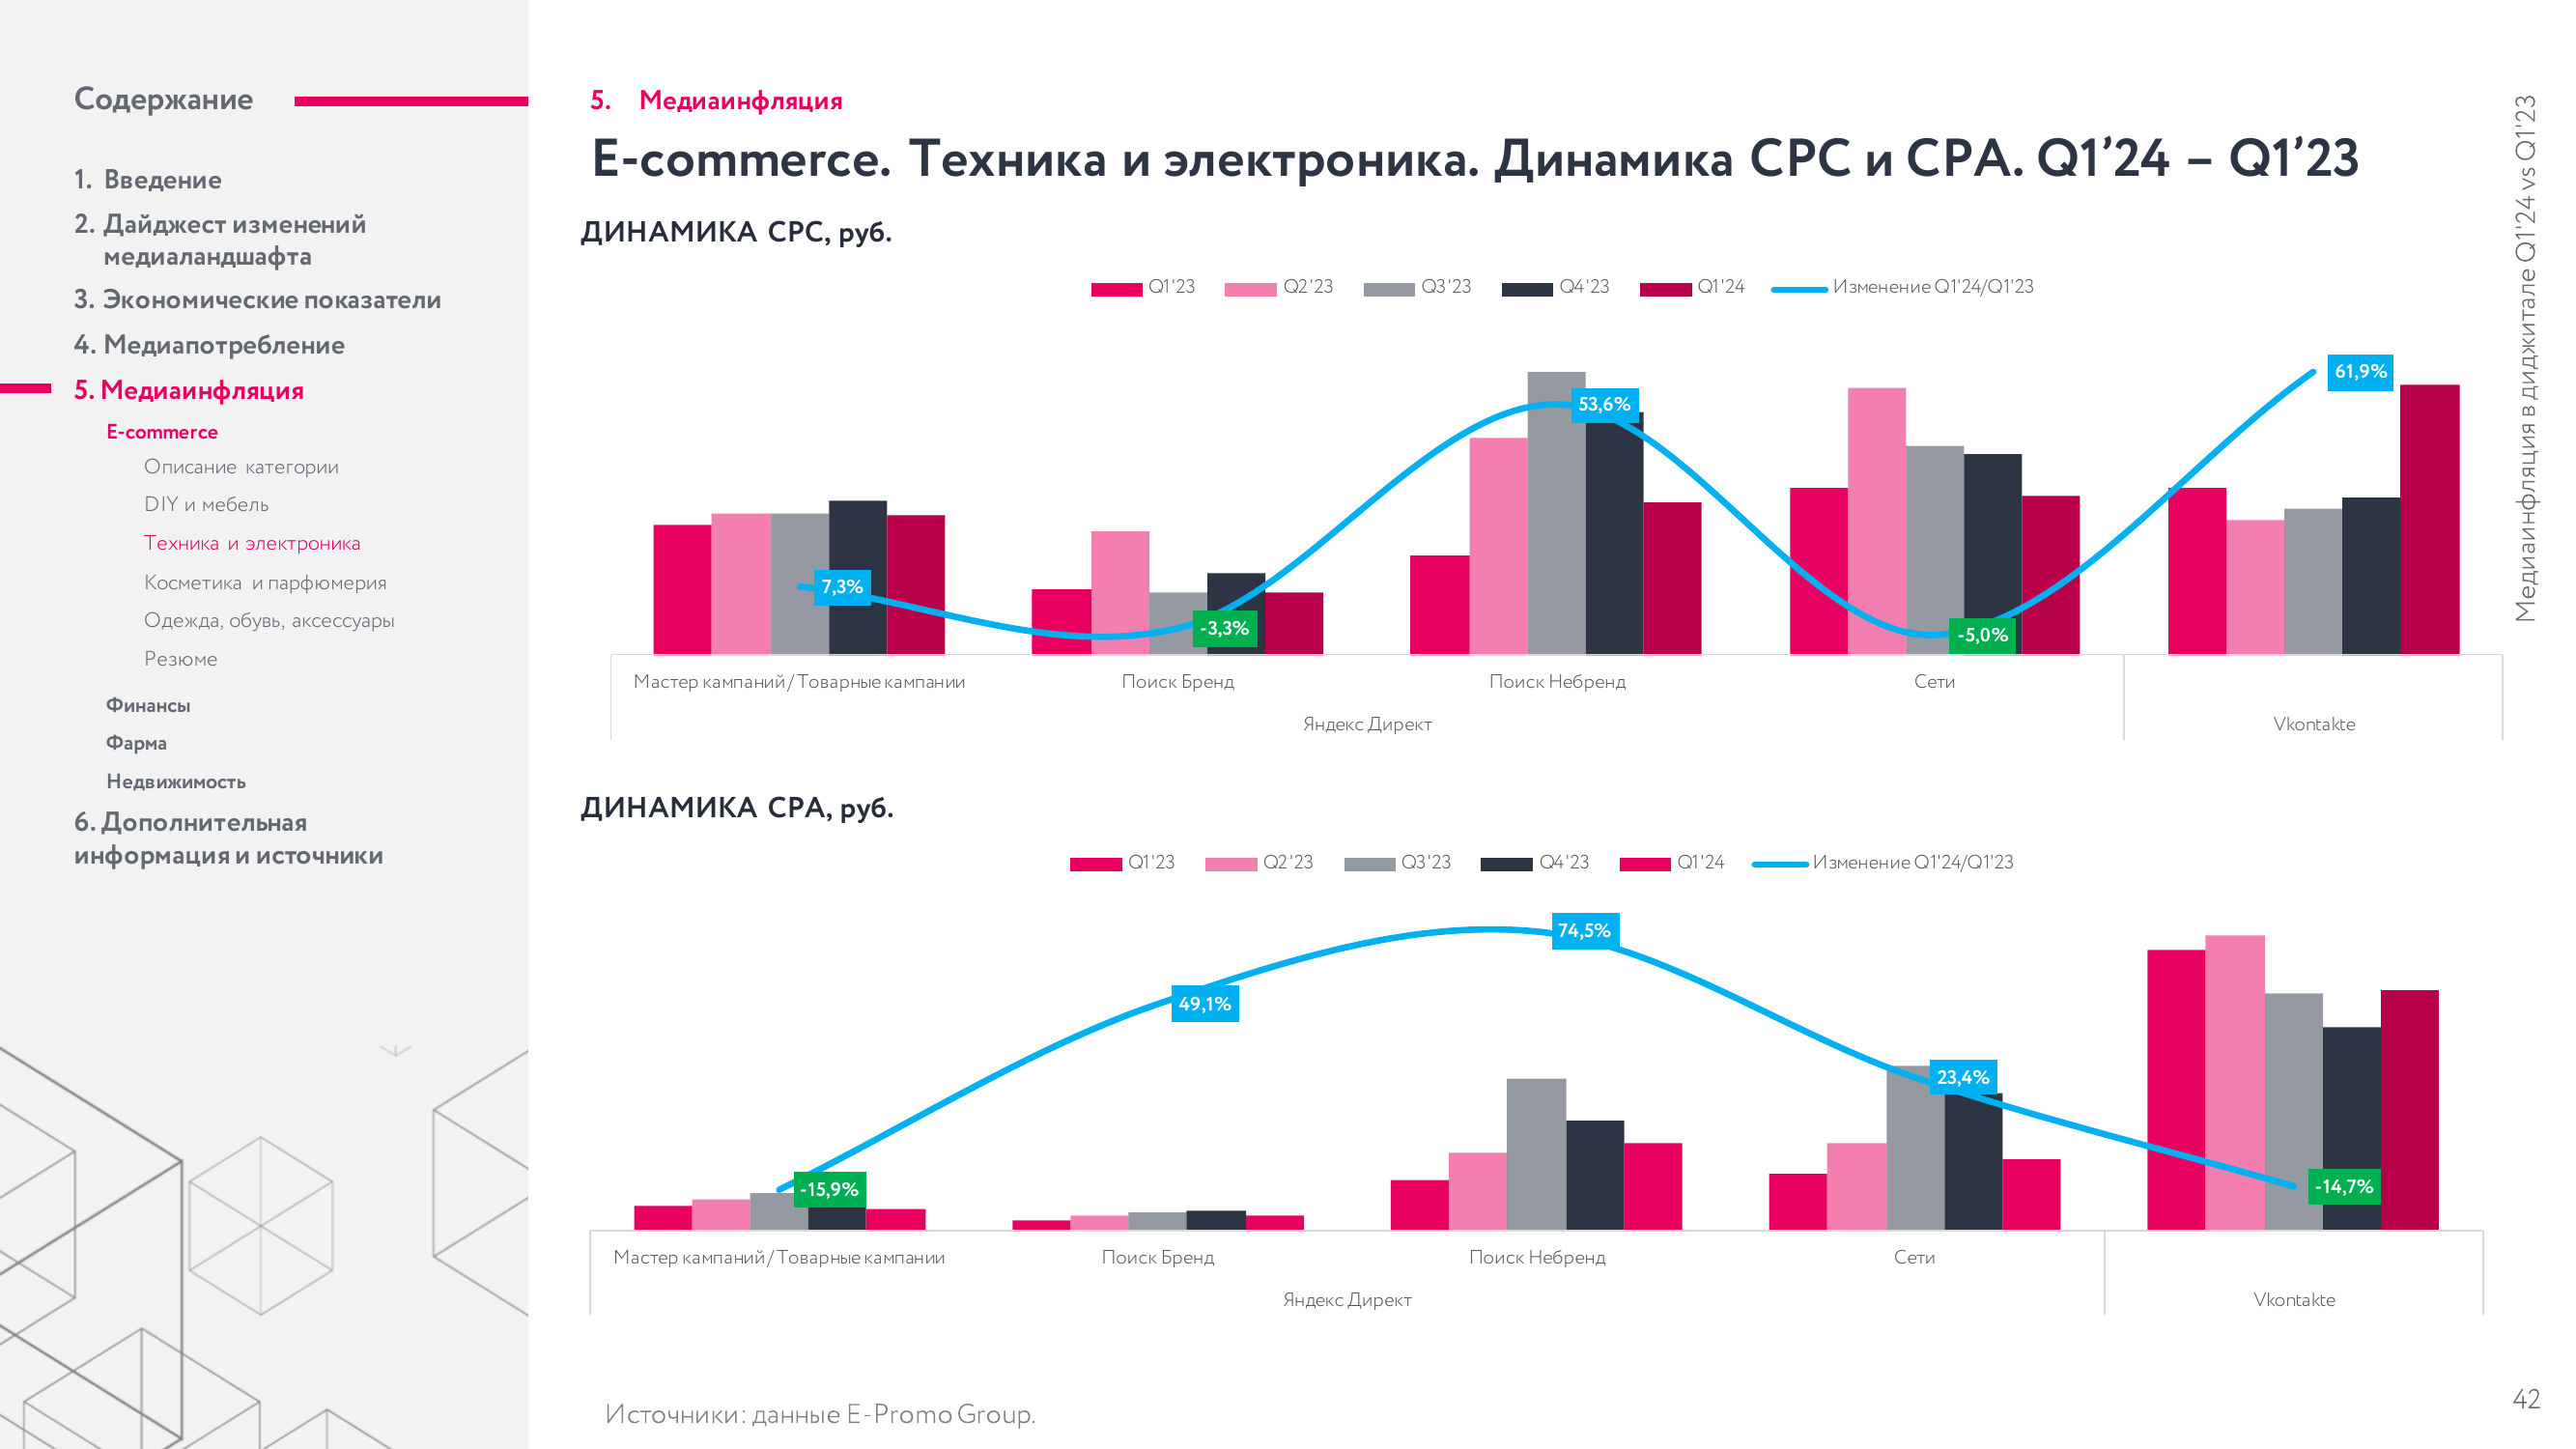 Содержание
1. Введение
2. Дайджест изменений
медиаландшафта
3. Экономические показатели
4. Медиапотребление
5. Медиаинфляция
E-commerce
Описание категории
DIY и мебель
Техника и электроника
Косметика и парфюмерия
Одежда, обувь, аксессуары
Резюме
Финансы
Фарма
Недвижимость
6. Дополнительная
информация и источники
5. Медиаинфляция
E-commerce. Техника и электроника. Динамика CPC и CPA. Q1’24 – Q1’23
ДИНАМИКА CPC, руб.
Q1'23 Q2'23 Q3'23 Q4'23 Q1'24 Изменение Q1'24/Q1'23
7,3% -3,3% 53,6% -5,0% 61,9%
Мастер кампаний / Товарные кампании Поиск Бренд Поиск Небренд Сети
Яндекс Директ Vkontakte
ДИНАМИКА CPA, руб.
Q1'23 Q2'23 Q3'23 Q4'23 Q1'24 Изменение Q1'24/Q1'23
-15,9% 49,1% 74,5% 23,4% -14,7%
Мастер кампаний / Товарные кампании Поиск Бренд Поиск Небренд Сети
Яндекс Директ Vkontakte
Источники: данные E-Promo Group.
Медиаинфляция в диджитале Q1'24 vs Q1'23
42